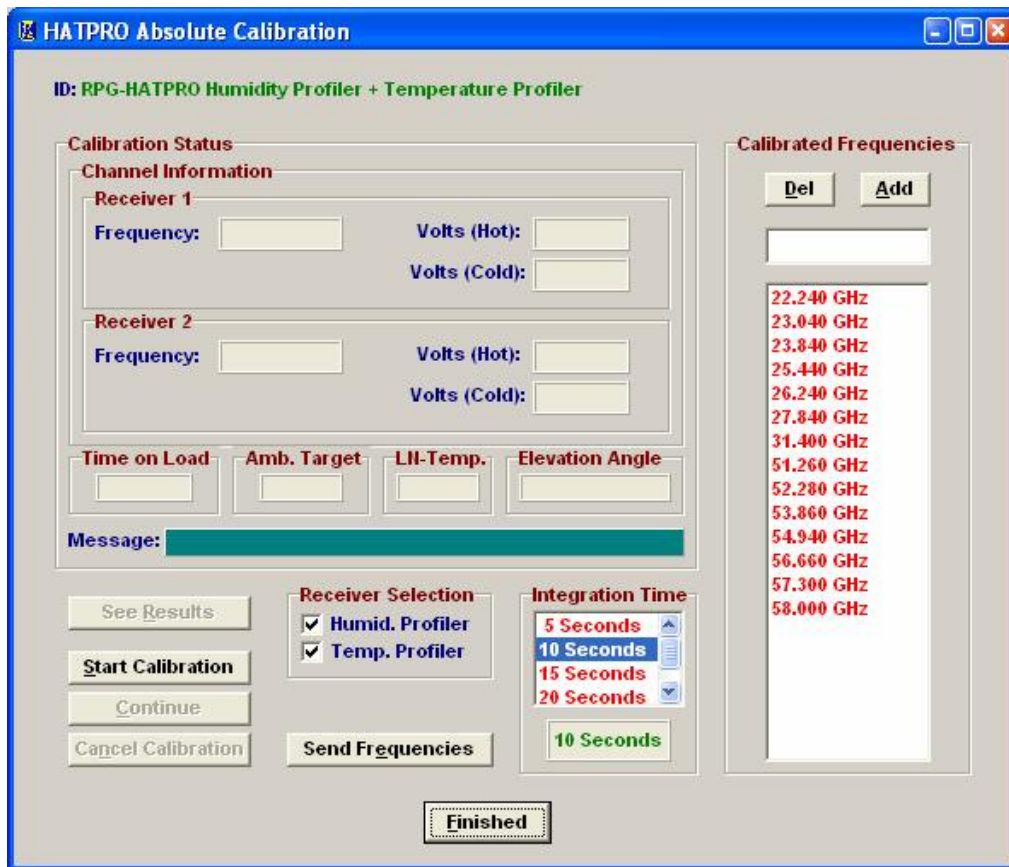 HATPRO Absolute Calibration
ID: RPG-HATPRO Humidity Profiler + Temperature Profiler
Calibration Status
Channel Information
Receiver 1
Frequency:
Volts (Hot):
Volts (Cold):
Receiver 2
Frequency:
Volts (Hot):
Volts (Cold):
Time on Load
Amb. Target
LN-Temp.
Elevation Angle
Message:
See Results
Start Calibration
Continue
Cancel Calibration
Receiver Selection
Humid. Profiler
Temp. Profiler
Send Frequencies
Integration Time
5 Seconds
10 Seconds
15 Seconds
20 Seconds
10 Seconds
Calibrated Frequencies
Del
Add
22.240 GHz
23.040 GHz
23.840 GHz
25.440 GHz
26.240 GHz
27.840 GHz
31.400 GHz
51.260 GHz
52.280 GHz
53.860 GHz
54.940 GHz
56.660 GHz
57.300 GHz
58.000 GHz
Finished